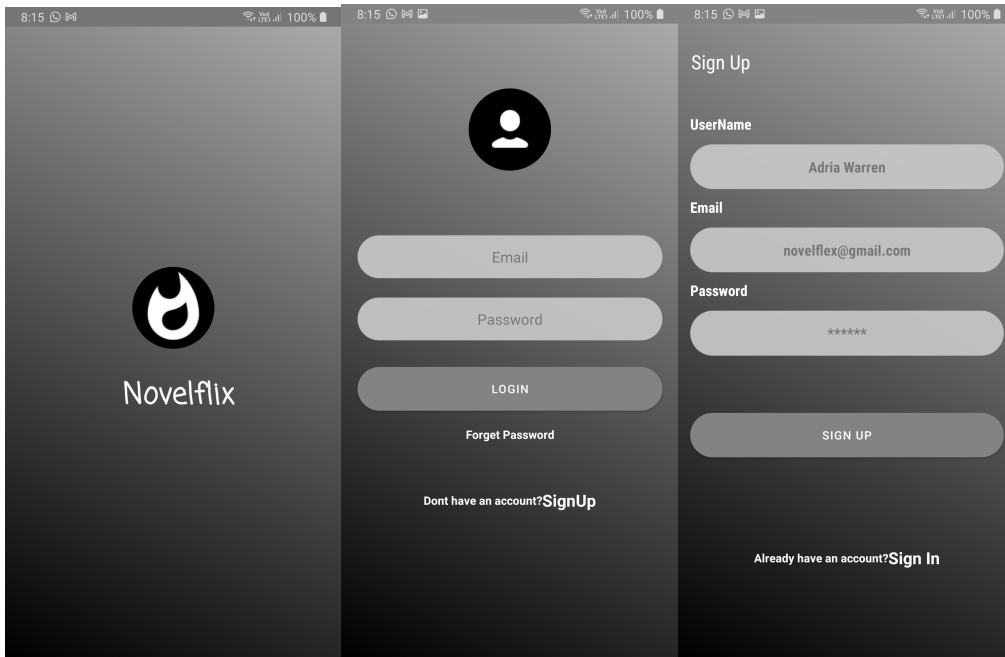 8:15 100%
Novelflix
8:15 100%
Email
Password
LOGIN
Forget Password
Dont have an account?SignUp
8:15 100%
Sign Up
UserName
Adria Warren
Email
novelflex@gmail.com
Password
******
SIGN UP
Already have an account?Sign In